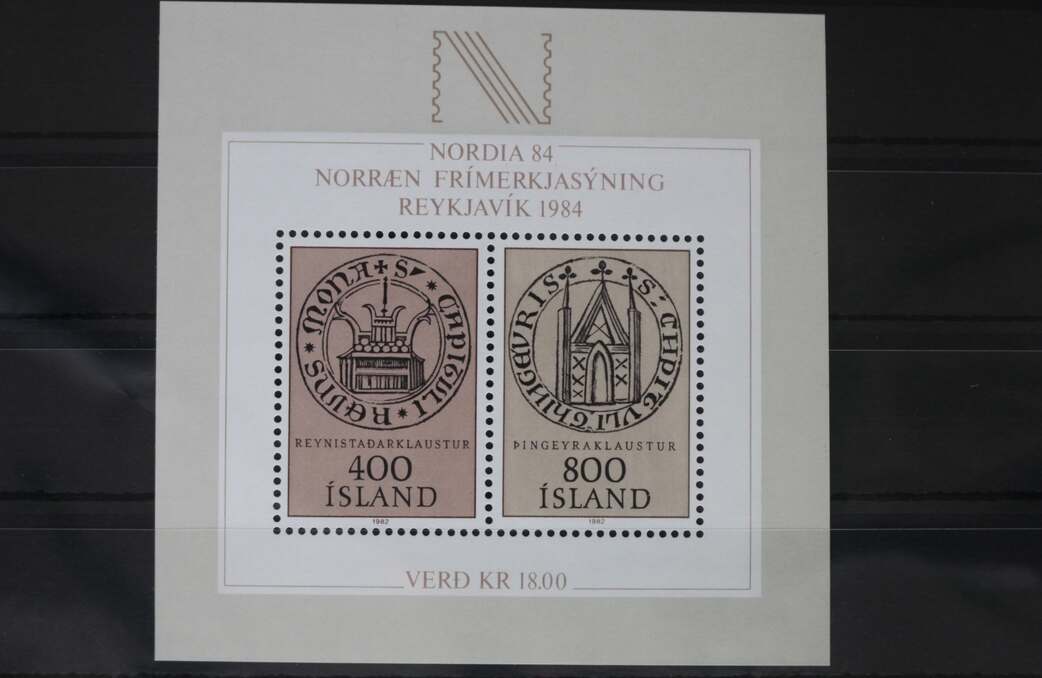 N
NORDIA 84
NORRÆN FRÍMERKJASÝNING
REYKJAVÍK 1984
REYNISTAÐARKLAUSTUR
400
ÍSLAND
1982
ÞINGEYRAKLAUSTUR
800
ÍSLAND
1982
VERÐ KR 18.00